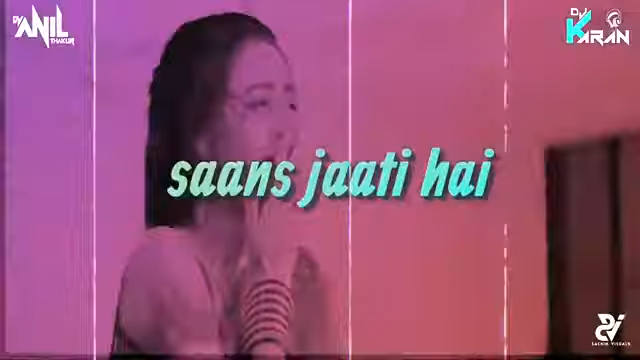 DJ
ANIL
THAKUR
DJ
KARAN
saans jaati hai
SACHIN VISUALS